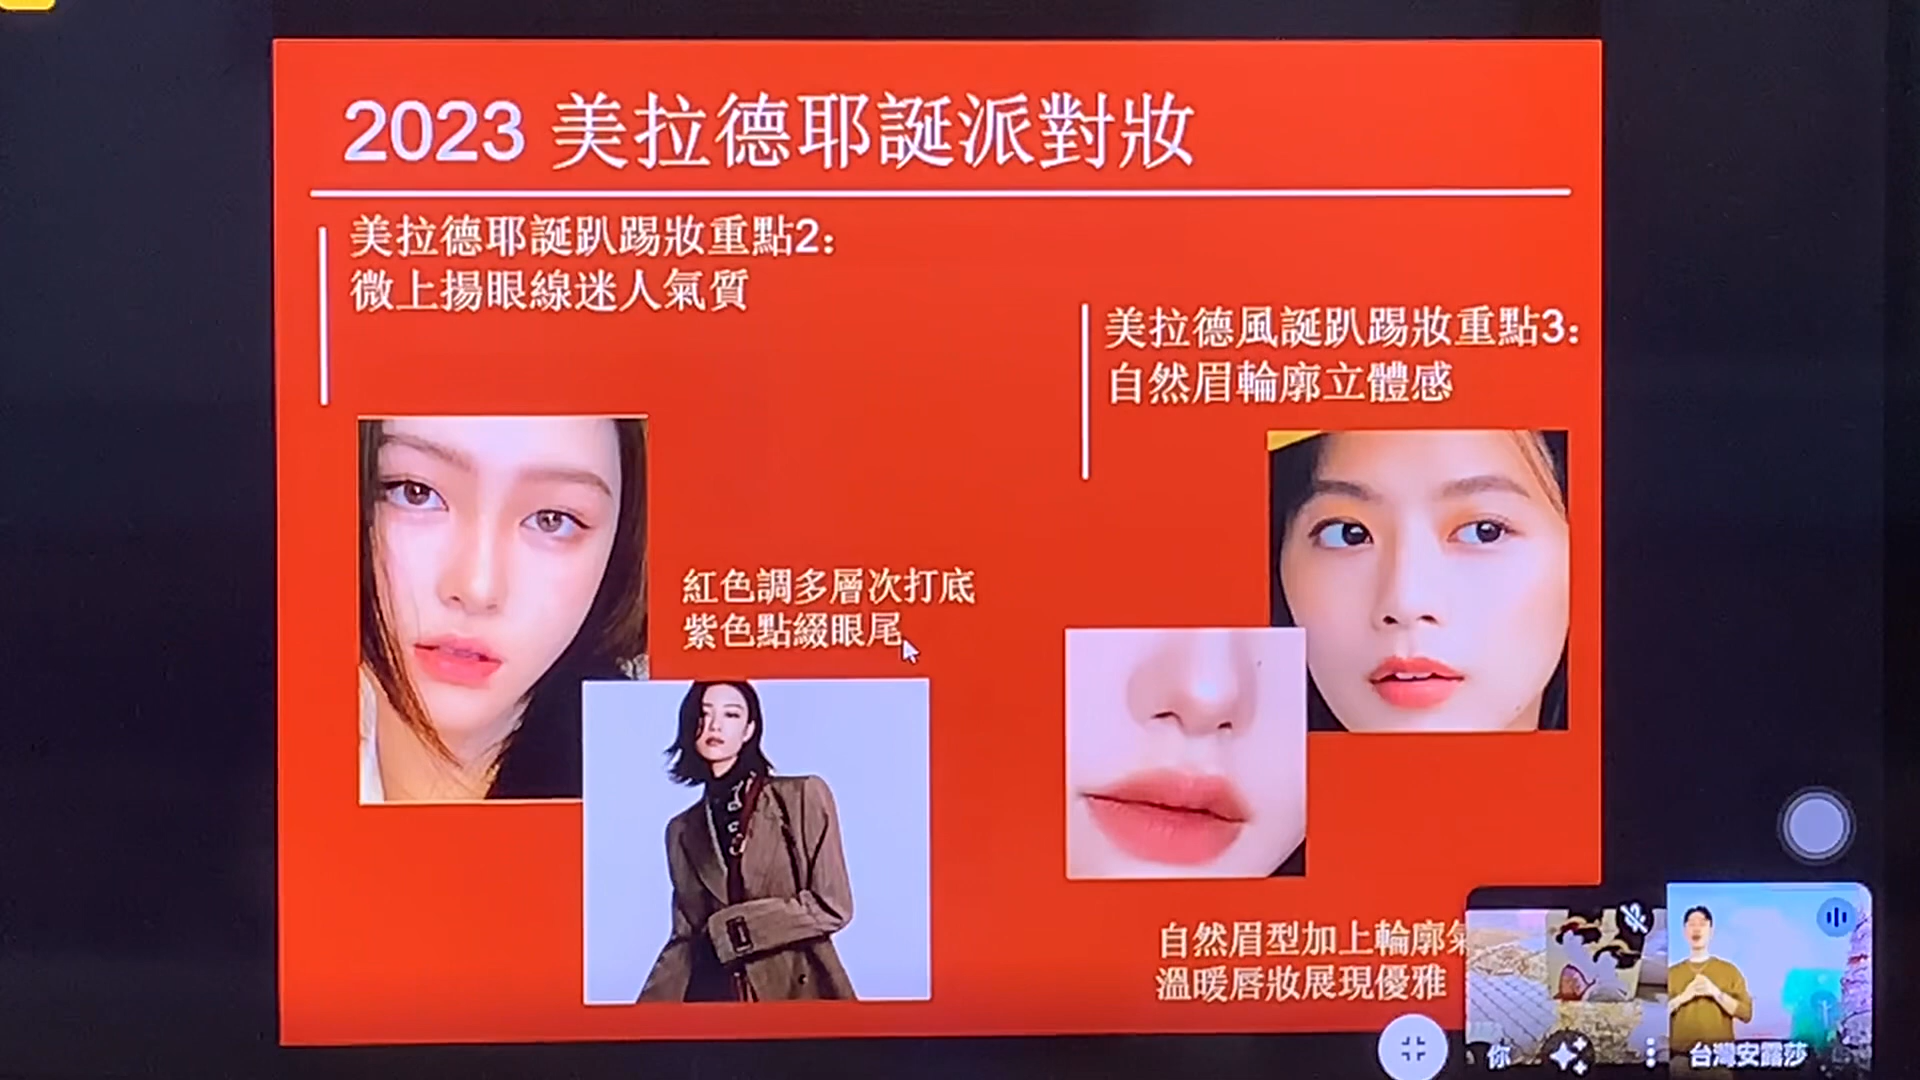 2023 美拉德耶誕派對妝
美拉德耶誕趴踢妝重點2:
微上揚眼線迷人氣質
美拉德風誕趴踢妝重點3:
自然眉輪廓立體感
紅色調多層次打底
紫色點綴眼尾
自然眉型加上輪廓
溫暖唇妝展現優雅
你
台灣安露莎